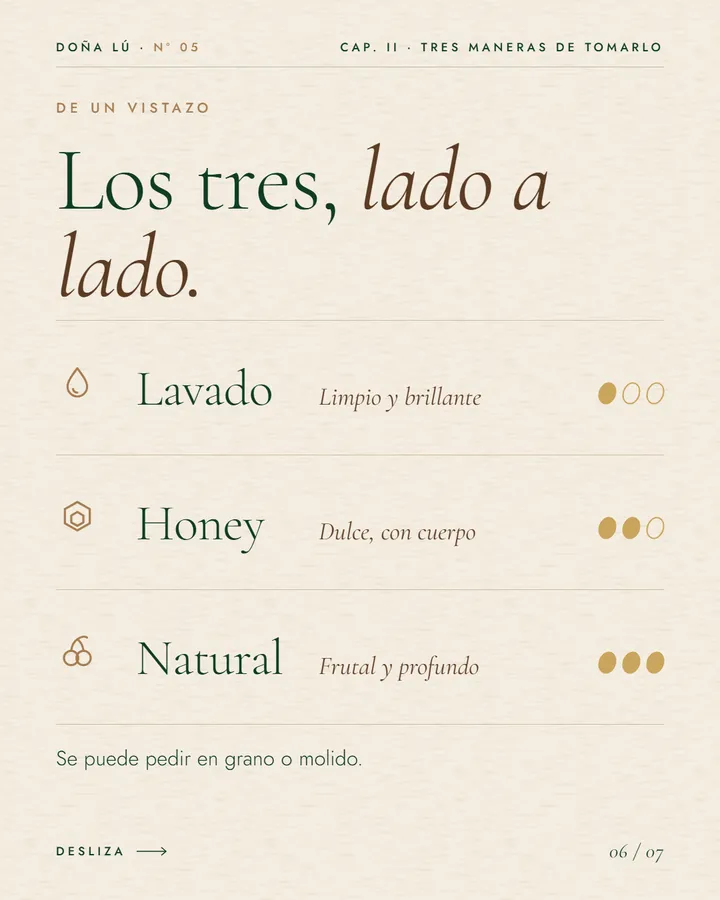 DOÑA LÚ · N° 05
CAP. II · TRES MANERAS DE TOMARLO
DE UN VISTAZO
Los tres, lado a
lado.
Lavado Limpio y brillante
Honey Dulce, con cuerpo
Natural Frutal y profundo
Se puede pedir en grano o molido.
DESLIZA →
06 / 07